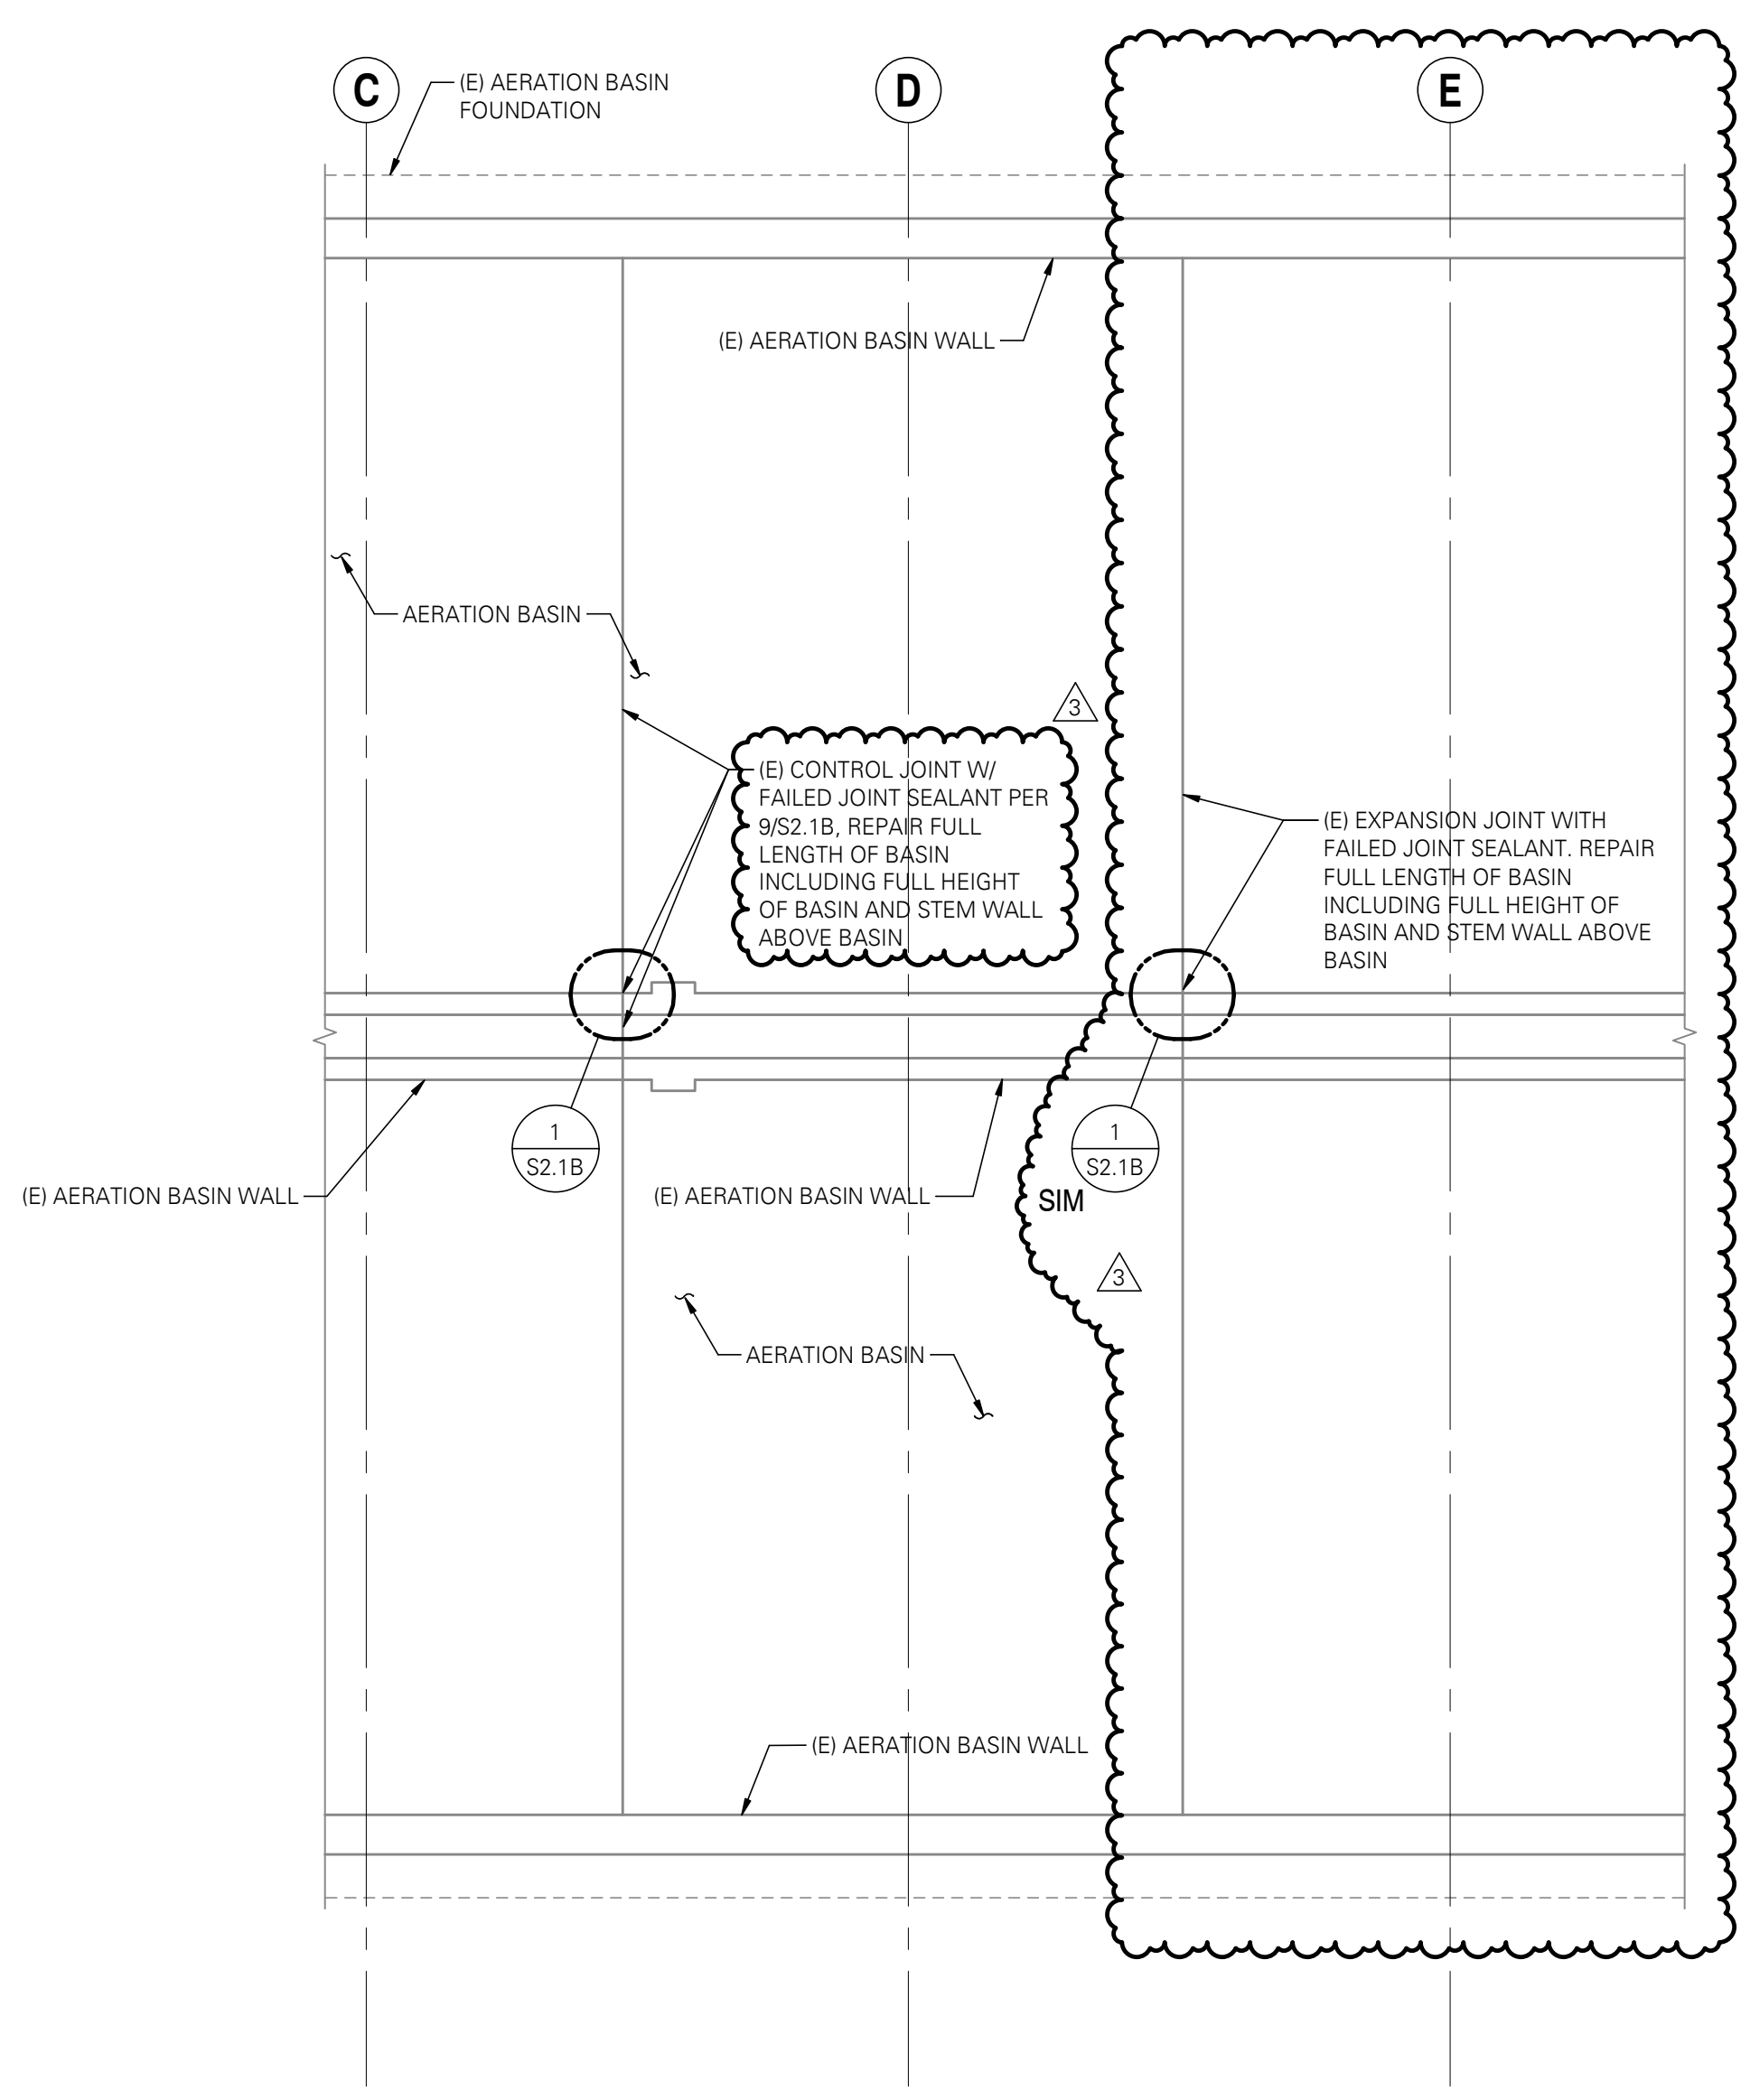 C
(E) AERATION BASIN
FOUNDATION
D
E
(E) AERATION BASIN WALL
AERATION BASIN
3
(E) CONTROL JOINT W/
FAILED JOINT SEALANT PER
9/S2.1B, REPAIR FULL
LENGTH OF BASIN
INCLUDING FULL HEIGHT
OF BASIN AND STEM WALL
ABOVE BASIN
(E) EXPANSION JOINT WITH
FAILED JOINT SEALANT. REPAIR
FULL LENGTH OF BASIN
INCLUDING FULL HEIGHT OF
BASIN AND STEM WALL ABOVE
BASIN
1
S2.1B
1
S2.1B
(E) AERATION BASIN WALL
(E) AERATION BASIN WALL
SIM
3
AERATION BASIN
(E) AERATION BASIN WALL